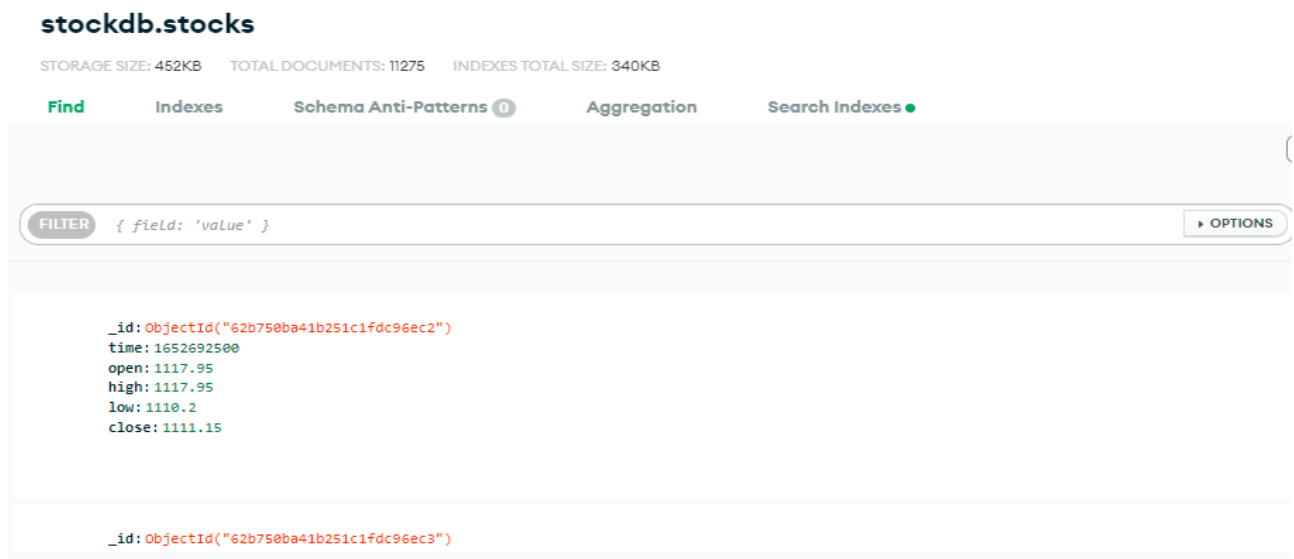 stockdb.stocks
STORAGE SIZE: 452KB TOTAL DOCUMENTS: 11275 INDEXES TOTAL SIZE: 340KB
Find Indexes Schema Anti-Patterns 0 Aggregation Search Indexes
FILTER { field: 'value' } OPTIONS
_id: ObjectId("62b750ba41b251c1fdc96ec2")
time: 1652692500
open: 1117.95
high: 1117.95
low: 1110.2
close: 1111.15
_id: ObjectId("62b750ba41b251c1fdc96ec3")